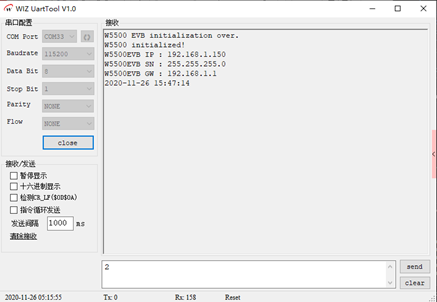 WIZ UartTool V1.0
串口配置
COM Port COM33
Baudrate 115200
Data Bit 8
Stop Bit 1
Parity NONE
Flow NONE
close
接收/发送
暂停显示
十六进制显示
检测CR_LF($0D$0A)
指令循环发送
发送间隔 1000 ms
清除接收
接收
W5500 EVB initialization over.
W5500 initialized!
W5500EVB IP : 192.168.1.150
W5500EVB SN : 255.255.255.0
W5500EVB GW : 192.168.1.1
2020-11-26 15:47:14
2
send
clear
2020-11-26 05:15:55 Tx: 0 Rx: 158 Reset